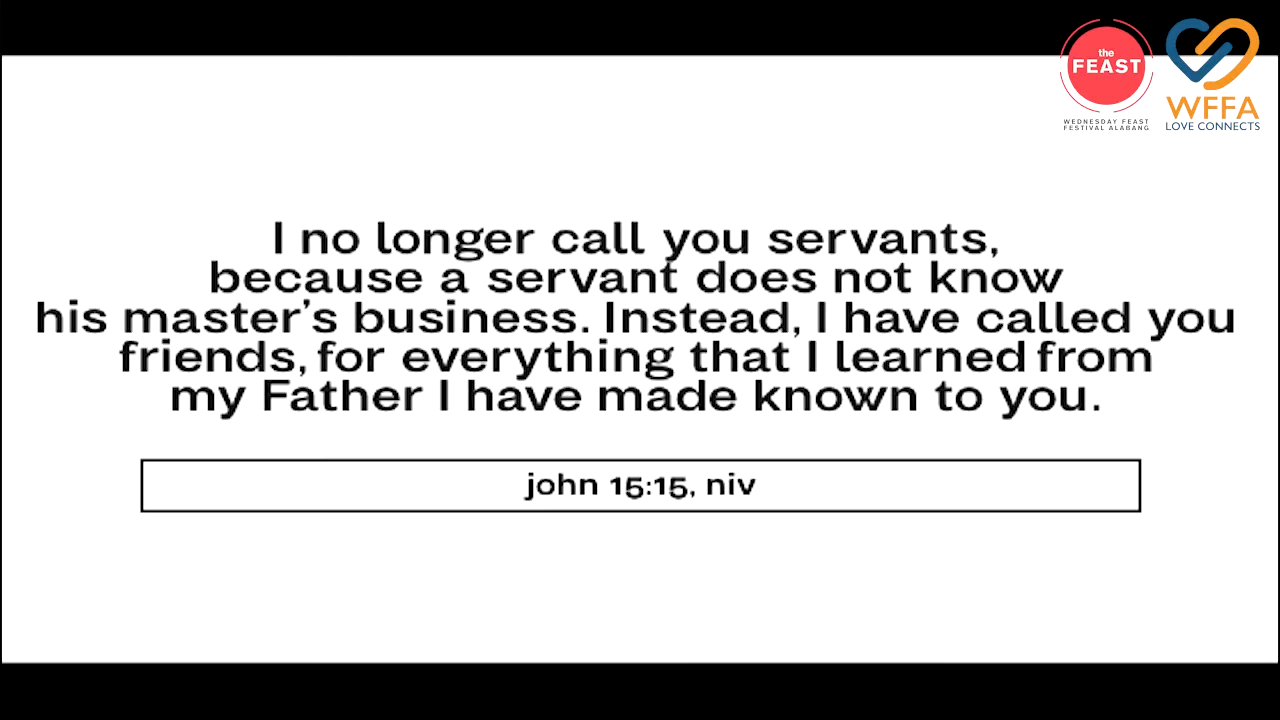 the
FEAST
WEDNESDAY FEAST
FESTIVAL ALABANG
WFFA
LOVE CONNECTS
I no longer call you servants,
because a servant does not know
his master's business. Instead, I have called you
friends, for everything that I learned from
my Father I have made known to you.
john 15:15, niv